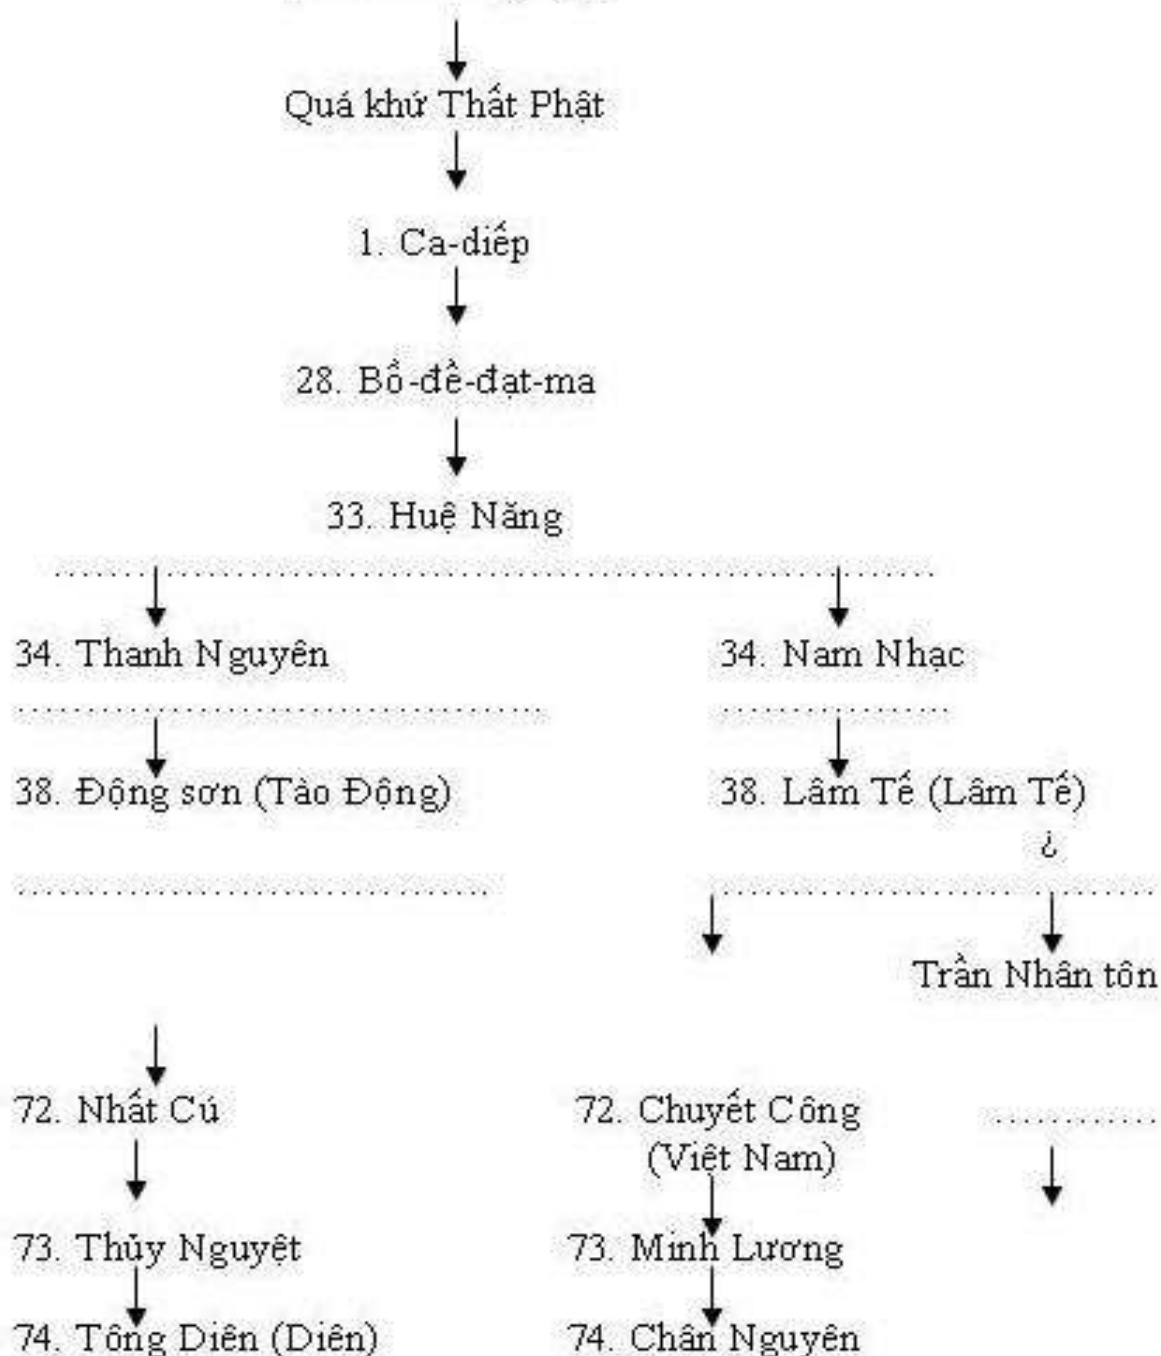 Quá khứ Thất Phật
1. Ca-diếp
28. Bồ-đề-đạt-ma
33. Huệ Năng
34. Thanh Nguyên 34. Nam Nhạc
38. Động sơn (Tào Động) 38. Lâm Tế (Lâm Tế)
¿
Trần Nhân tôn
72. Nhất Cú 72. Chuyết Công
(Việt Nam)
73. Thủy Nguyệt 73. Minh Lương
74. Tông Diên (Diên) 74. Chân Nguyên